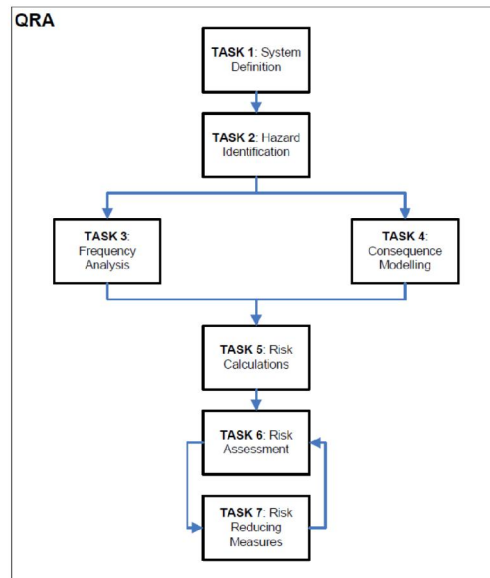 QRA
TASK 1: System
Definition
TASK 2: Hazard
Identification
TASK 3:
Frequency
Analysis
TASK 4:
Consequence
Modelling
TASK 5: Risk
Calculations
TASK 6: Risk
Assessment
TASK 7: Risk
Reducing
Measures